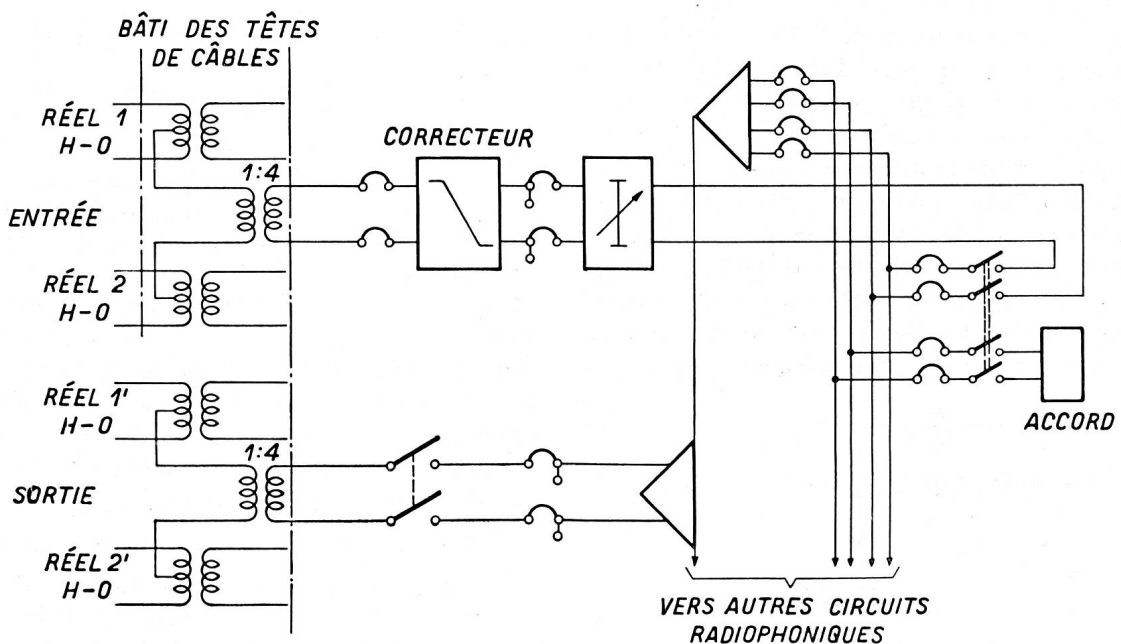 BÂTI DES TÊTES
DE CÂBLES
RÉEL 1
H-O
1:4
CORRECTEUR
ENTRÉE
RÉEL 2
H-O
RÉEL 1'
H-O
1:4
ACCORD
SORTIE
RÉEL 2'
H-O
VERS AUTRES CIRCUITS
RADIOPHONIQUES